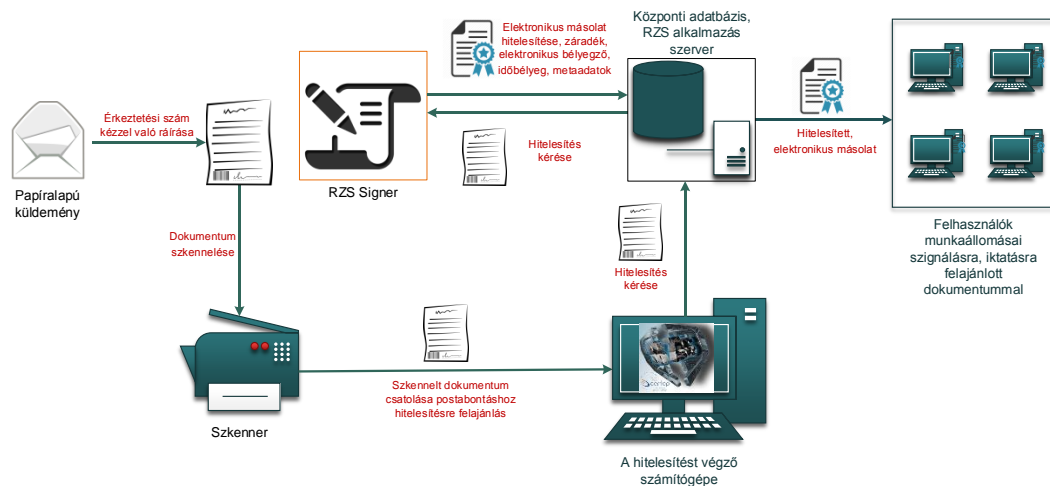 Elektronikus másolat
hitelesítése, záradék,
elektronikus bélyegző,
időbélyeg, metaadatok
Központi adatbázis,
RZS alkalmazás
szerver
Érkeztetési szám
kézzel való ráírása
Papíralapú
küldemény
RZS Signer
Hitelesítés
kérése
Hitelesített,
elektronikus másolat
Felhasználók
munkaállomásai
szignálásra, iktatásra
felajánlott
dokumentummal
Dokumentum
szkennelése
Hitelesítés
kérése
Szkennelt dokumentum
csatolása postabontáshoz
hitelesítésre felajánlás
Szkenner
A hitelesítést végző
számítógépe